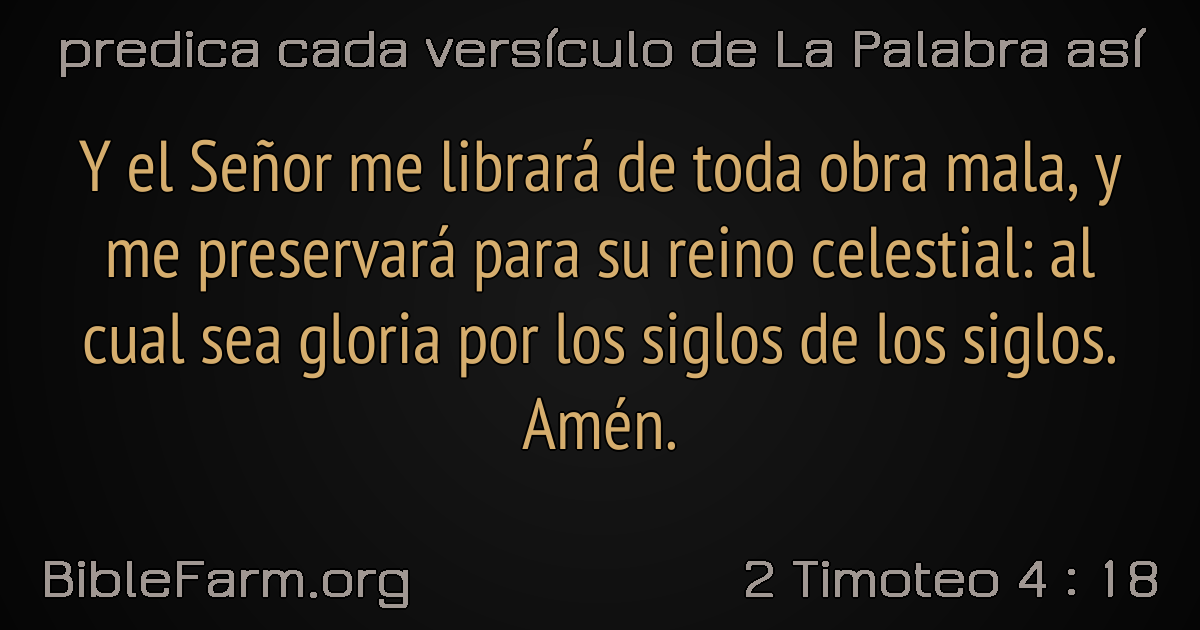 predica cada versículo de La Palabra así
Y el Señor me librará de toda obra mala, y
me preservará para su reino celestial: al
cual sea gloria por los siglos de los siglos.
Amén.
BibleFarm.org
2 Timoteo 4 : 18